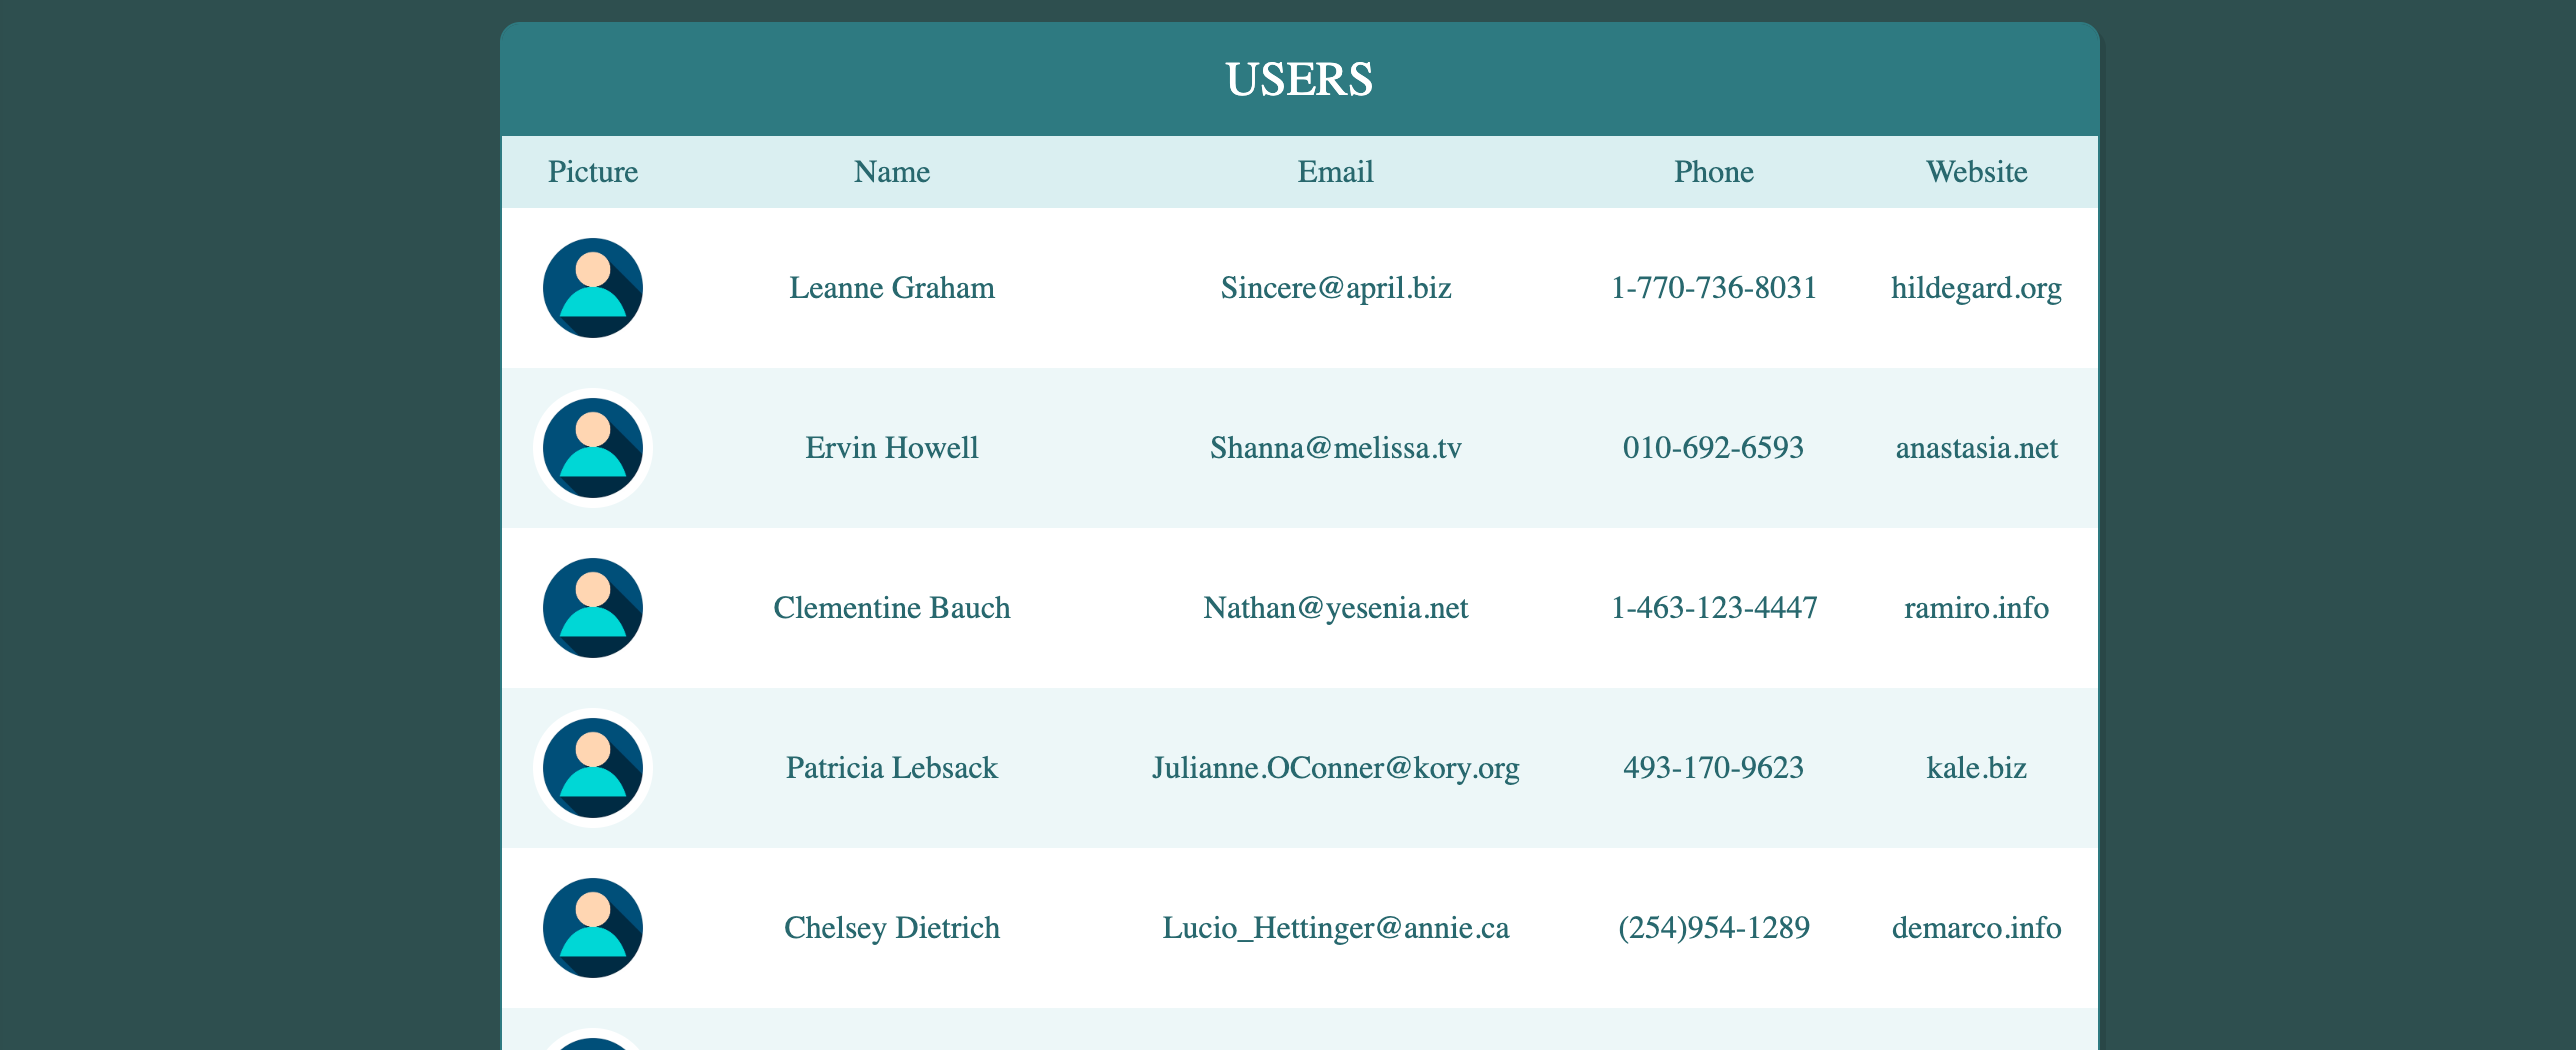 USERS
Picture Name Email Phone Website
Leanne Graham Sincere@april.biz 1-770-736-8031 hildegard.org
Ervin Howell Shanna@melissa.tv 010-692-6593 anastasia.net
Clementine Bauch Nathan@yesenia.net 1-463-123-4447 ramiro.info
Patricia Lebsack Julianne.OConner@kory.org 493-170-9623 kale.biz
Chelsey Dietrich Lucio_Hettinger@annie.ca (254)954-1289 demarco.info